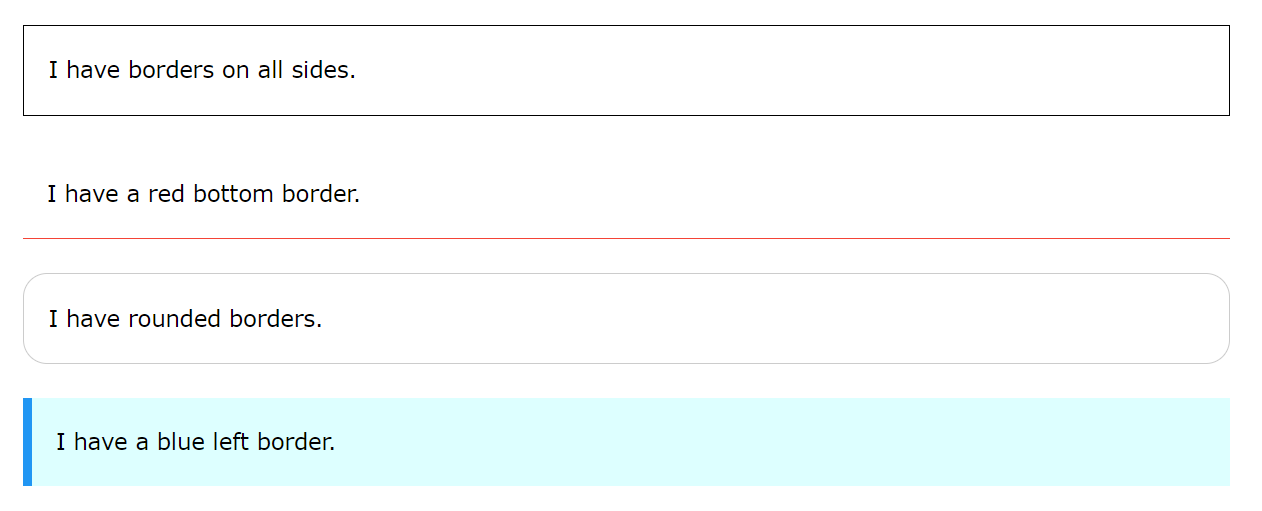 I have borders on all sides.
I have a red bottom border.
I have rounded borders.
I have a blue left border.